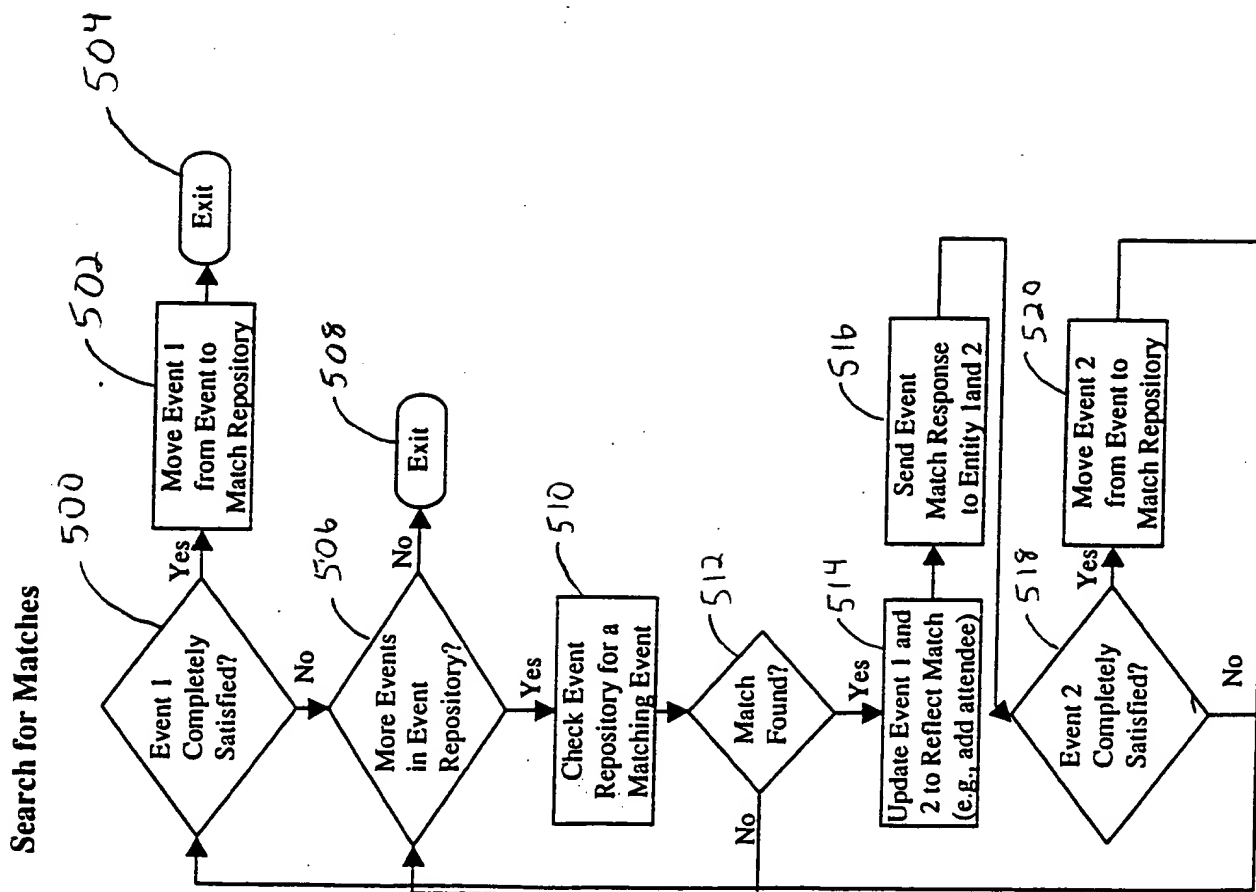 Search for Matches
500
Event 1
Completely
Satisfied?
Yes
No
502
Move Event 1
from Event to
Match Repository
504
Exit
506
More Events
in Event
Repository?
No
Yes
508
Exit
510
Check Event
Repository for a
Matching Event
512
Match
Found?
No
Yes
514
Update Event 1 and
2 to Reflect Match
(e.g., add attendee)
516
Send Event
Match Response
to Entity 1 and 2
518
Event 2
Completely
Satisfied?
Yes
No
520
Move Event 2
from Event to
Match Repository